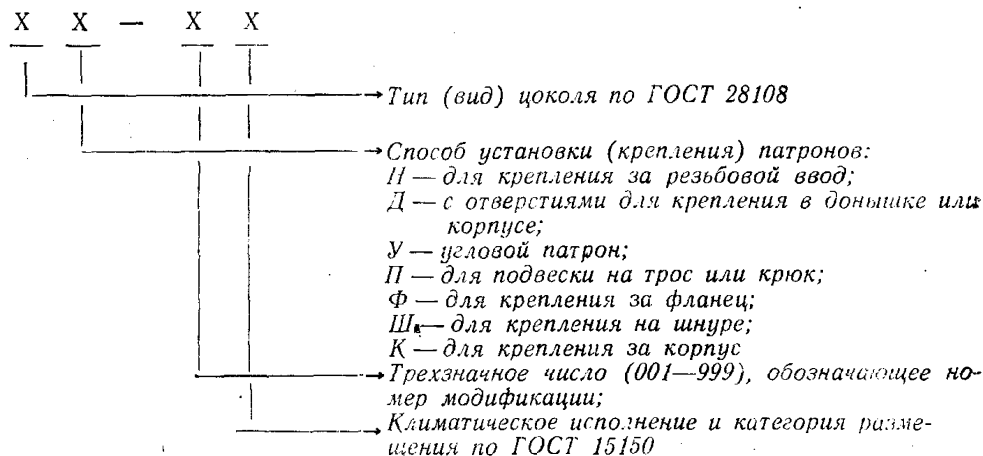 X X — X X
Тип (вид) цоколя по ГОСТ 28108
Способ установки (крепления) патронов:
Н — для крепления за резьбовой ввод;
Д — с отверстиями для крепления в донышке или
корпусе;
У — угловой патрон;
П — для подвески на трос или крюк;
Ф — для крепления за фланец;
Ш — для крепления на шнуре;
К — для крепления за корпус
Трехзначное число (001—999), обозначающее но-
мер модификации;
Климатическое исполнение и категория разме-
щения по ГОСТ 15150